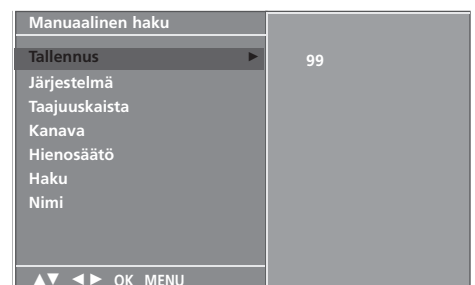 Manuaalinen haku
Tallennus ► 99
Järjestelmä
Taajuuskaista
Kanava
Hienosäätö
Haku
Nimi
▲▼ ◄► OK MENU